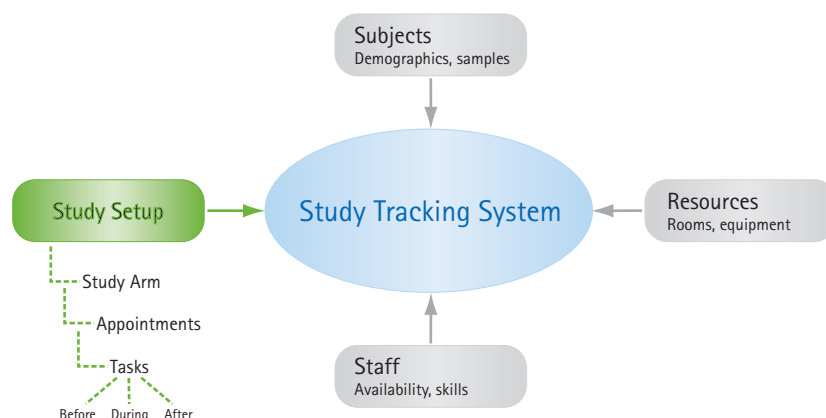 Subjects
Demographics, samples
Study Setup
Study Tracking System
Resources
Rooms, equipment
Study Arm
Appointments
Tasks
Before During After
Staff
Availability, skills